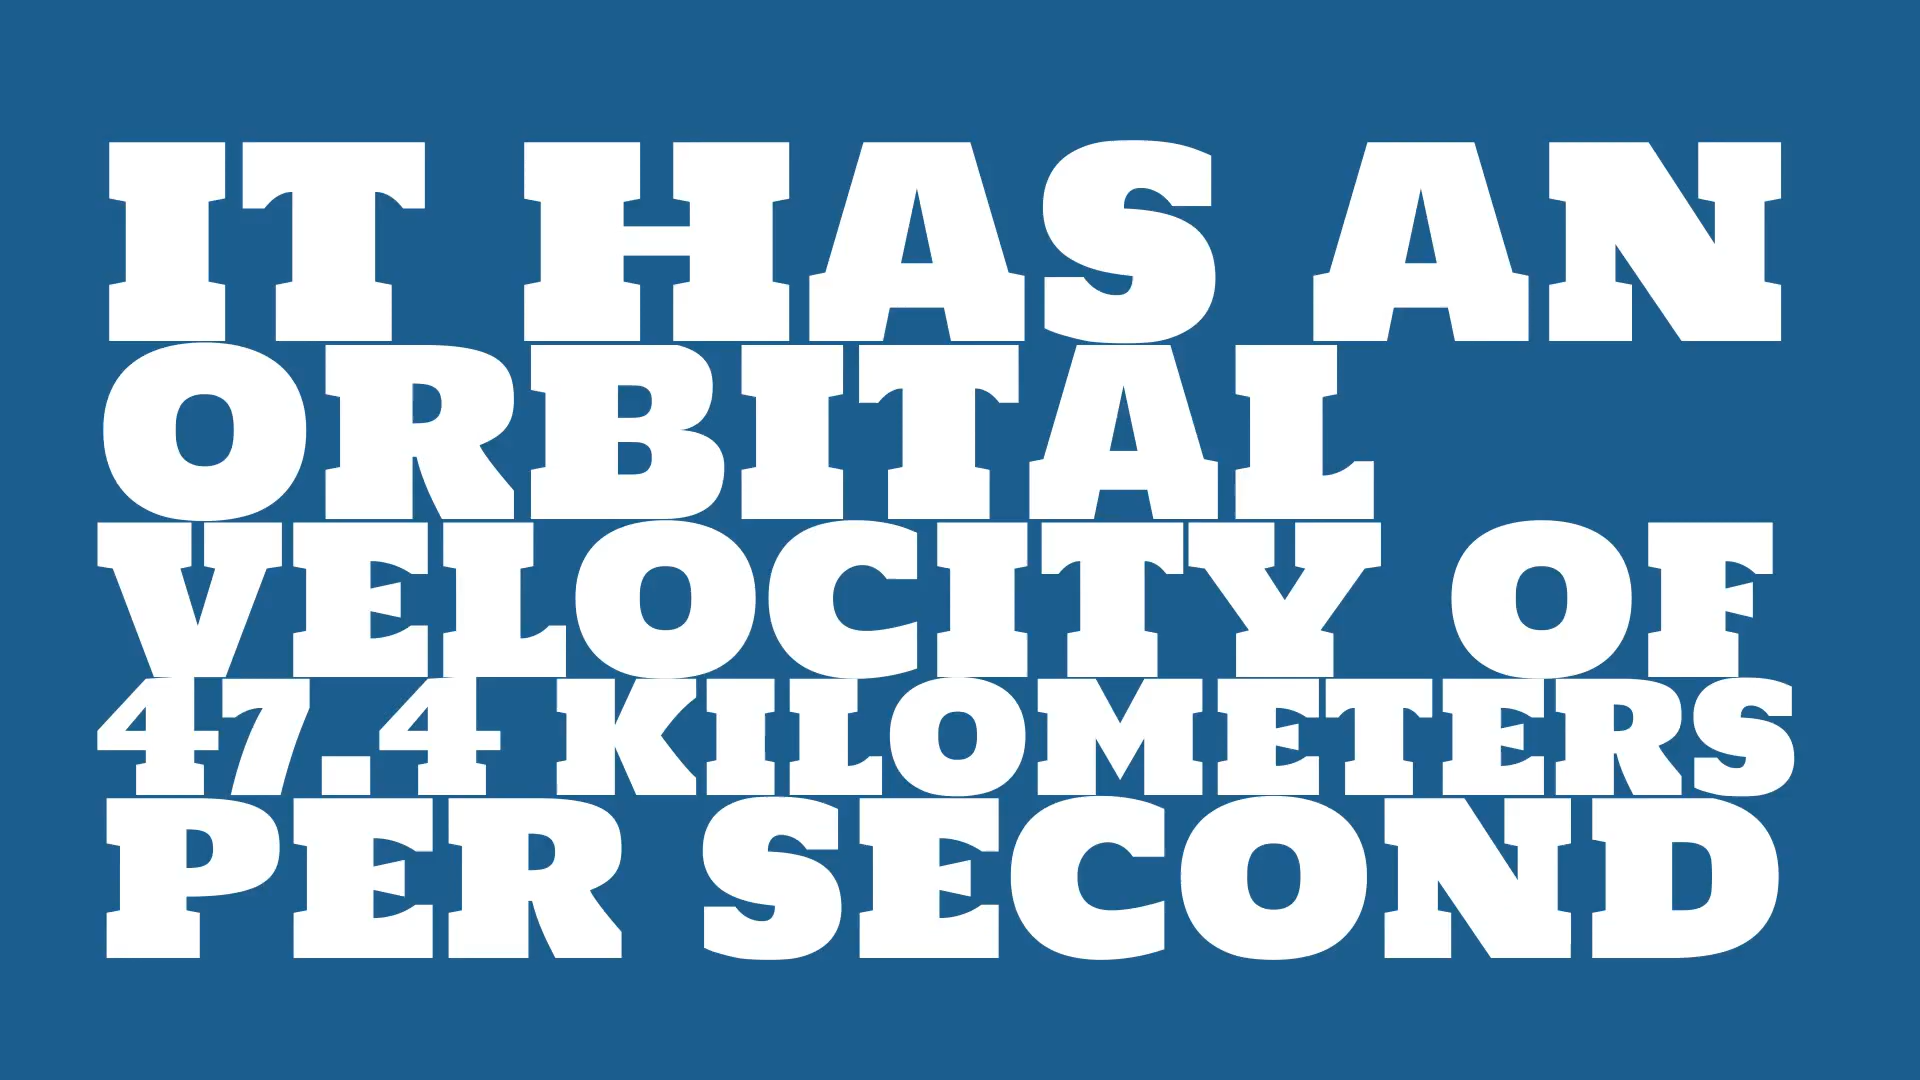 IT HAS AN
ORBITAL
VELOCITY OF
47.4 KILOMETERS
PER SECOND